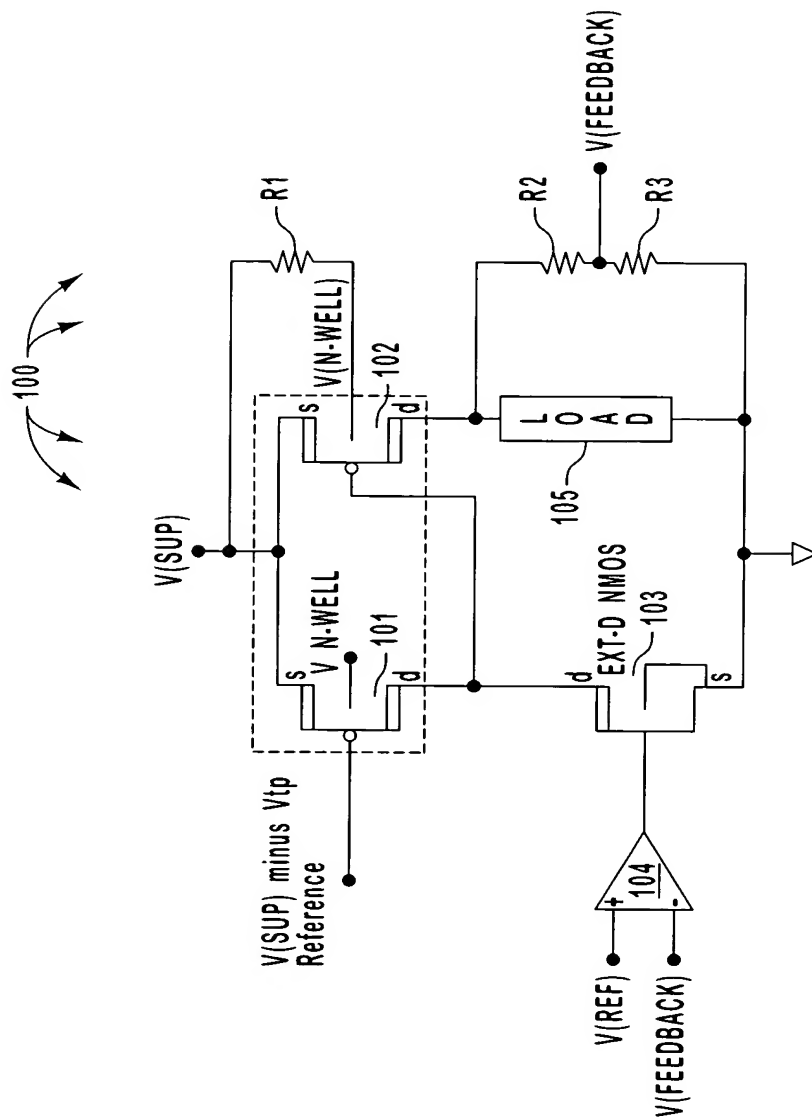 100
V(SUP)
R1
V(N-WELL)
s
s
V N-WELL
102
101
d
d
V(SUP) minus Vtp
Reference
R2
V(FEEDBACK)
R3
LOAD
105
EXT-D NMOS
103
d
s
104
+
-
V(REF)
V(FEEDBACK)